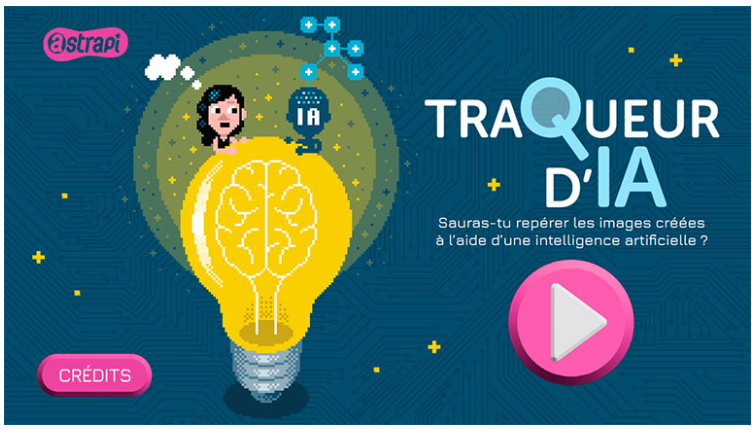 astrapi
IA
TRAQUEUR
D'IA
Sauras-tu repérer les images créées
à l'aide d'une intelligence artificielle ?
CRÉDITS